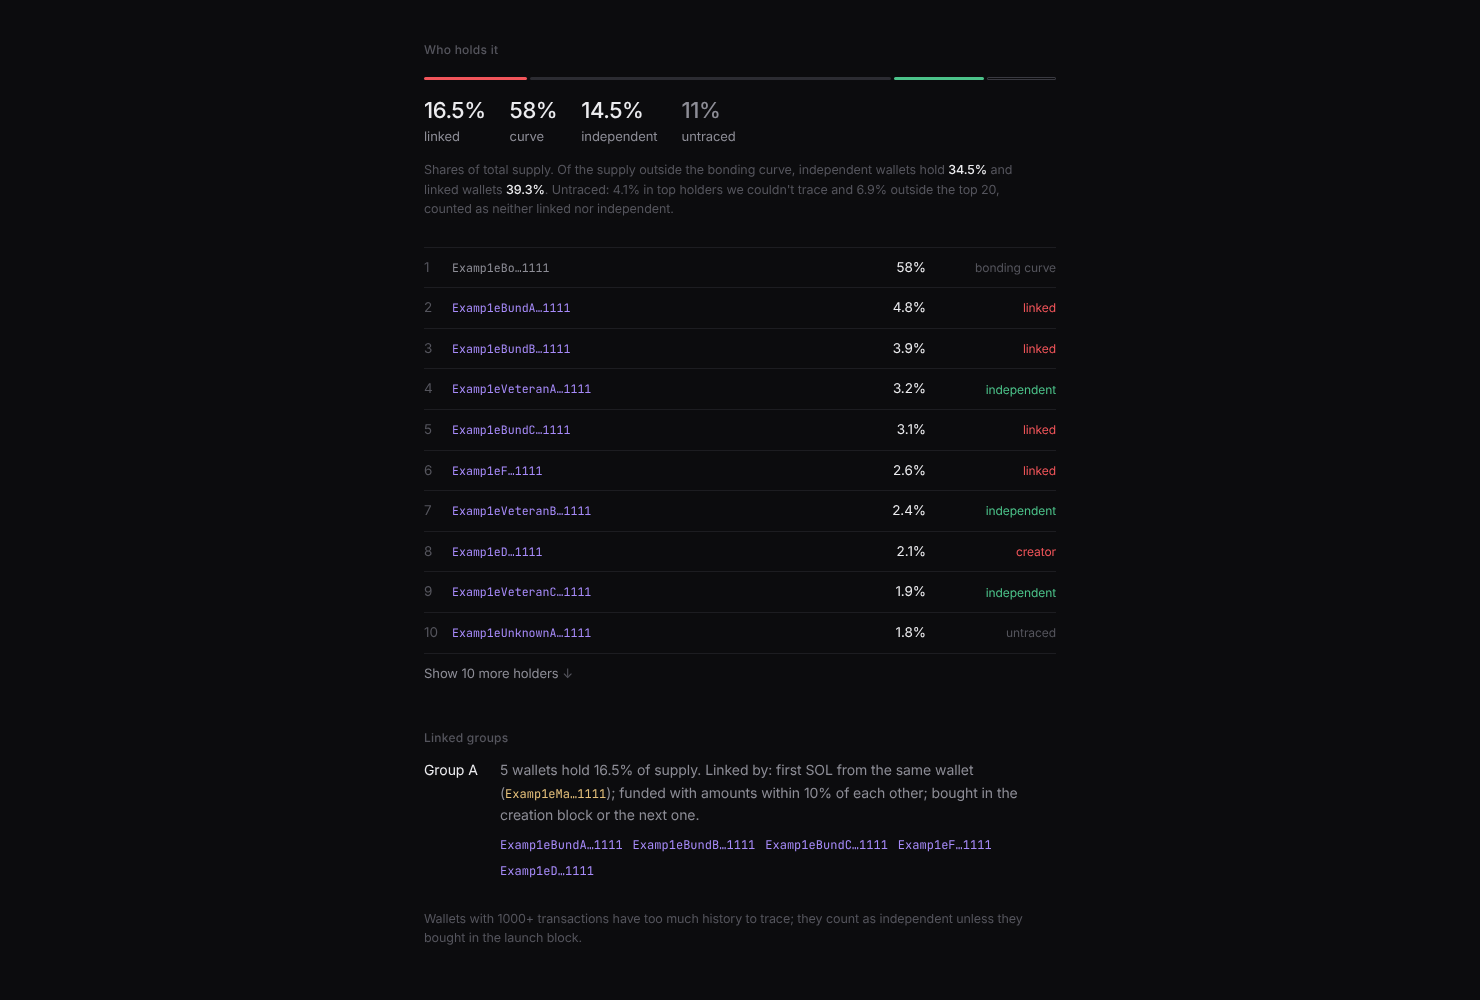 Who holds it
16.5% 58% 14.5% 11%
linked curve independent untraced
Shares of total supply. Of the supply outside the bonding curve, independent wallets hold 34.5% and
linked wallets 39.3%. Untraced: 4.1% in top holders we couldn't trace and 6.9% outside the top 20,
counted as neither linked nor independent.
1 Examp1eBo…1111 58% bonding curve
2 Examp1eBundA…1111 4.8% linked
3 Examp1eBundB…1111 3.9% linked
4 Examp1eVeteranA…1111 3.2% independent
5 Examp1eBundC…1111 3.1% linked
6 Examp1eF…1111 2.6% linked
7 Examp1eVeteranB…1111 2.4% independent
8 Examp1eD…1111 2.1% creator
9 Examp1eVeteranC…1111 1.9% independent
10 Examp1eUnknownA…1111 1.8% untraced
Show 10 more holders ↓
Linked groups
Group A 5 wallets hold 16.5% of supply. Linked by: first SOL from the same wallet
(Examp1eMa…1111); funded with amounts within 10% of each other; bought in the
creation block or the next one.
Examp1eBundA…1111 Examp1eBundB…1111 Examp1eBundC…1111 Examp1eF…1111
Examp1eD…1111
Wallets with 1000+ transactions have too much history to trace; they count as independent unless they
bought in the launch block.